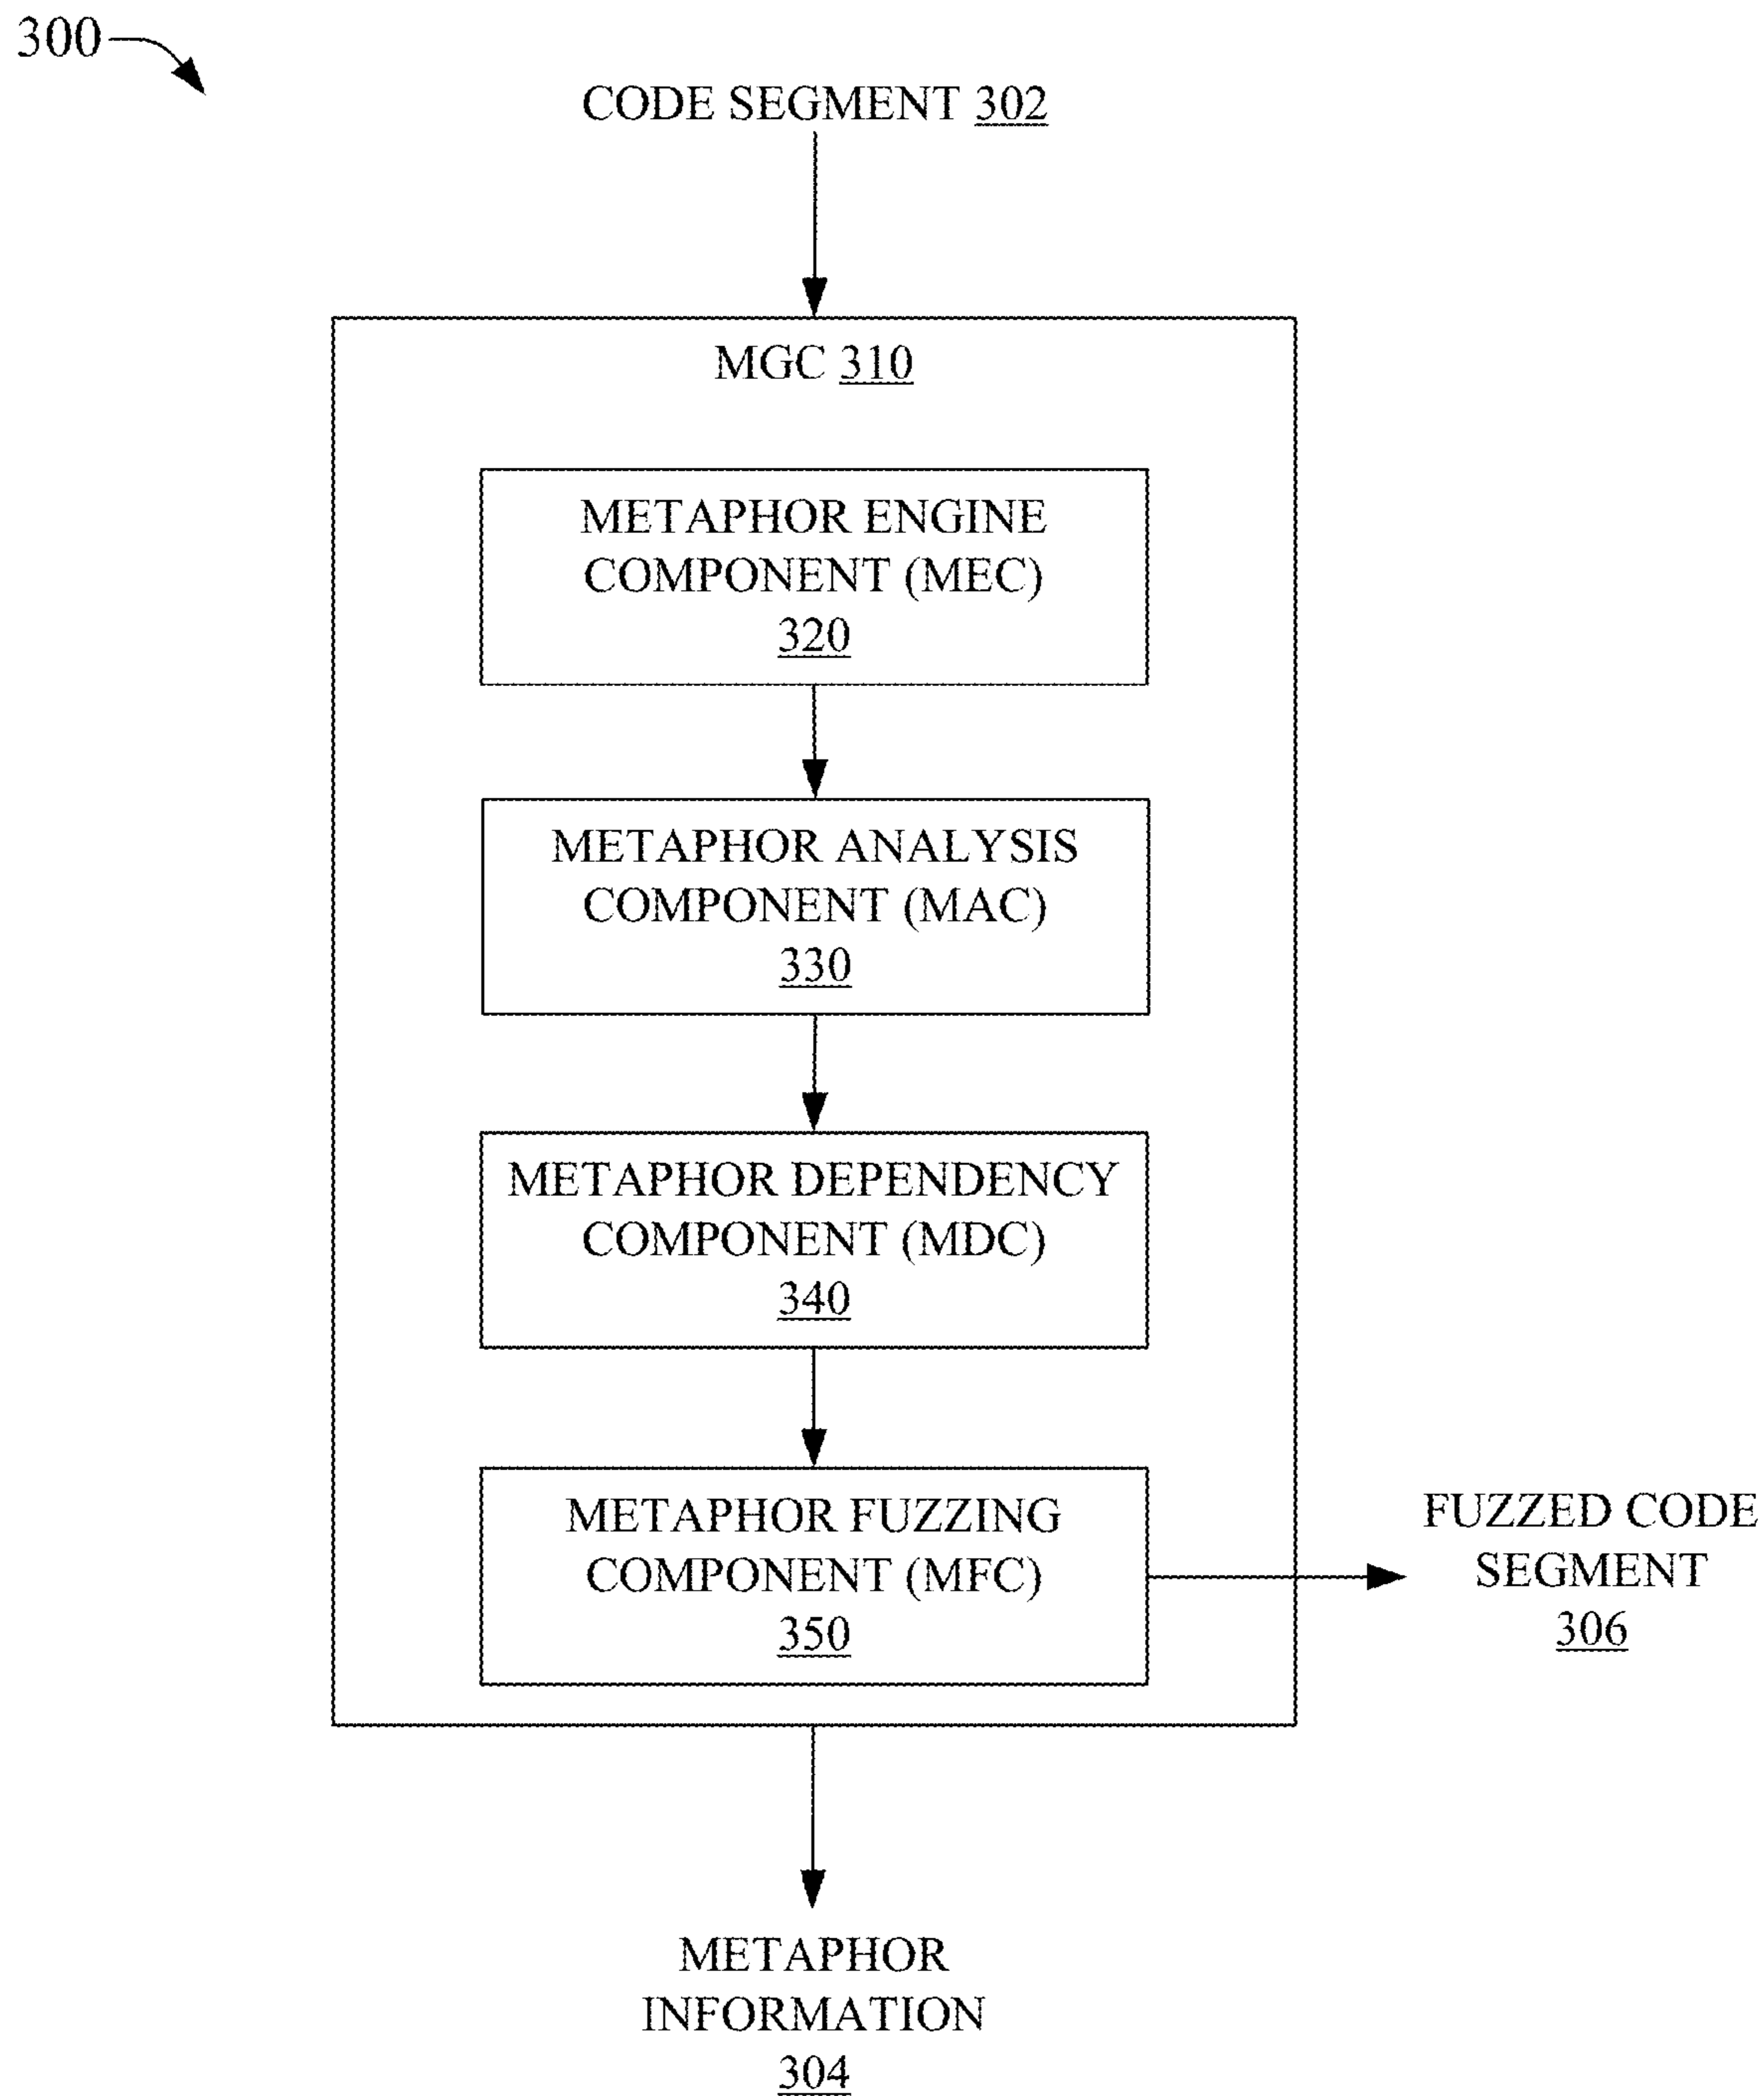 300
CODE SEGMENT 302
MGC 310
METAPHOR ENGINE
COMPONENT (MEC)
320
METAPHOR ANALYSIS
COMPONENT (MAC)
330
METAPHOR DEPENDENCY
COMPONENT (MDC)
340
METAPHOR FUZZING
COMPONENT (MFC)
350
FUZZED CODE
SEGMENT
306
METAPHOR
INFORMATION
304